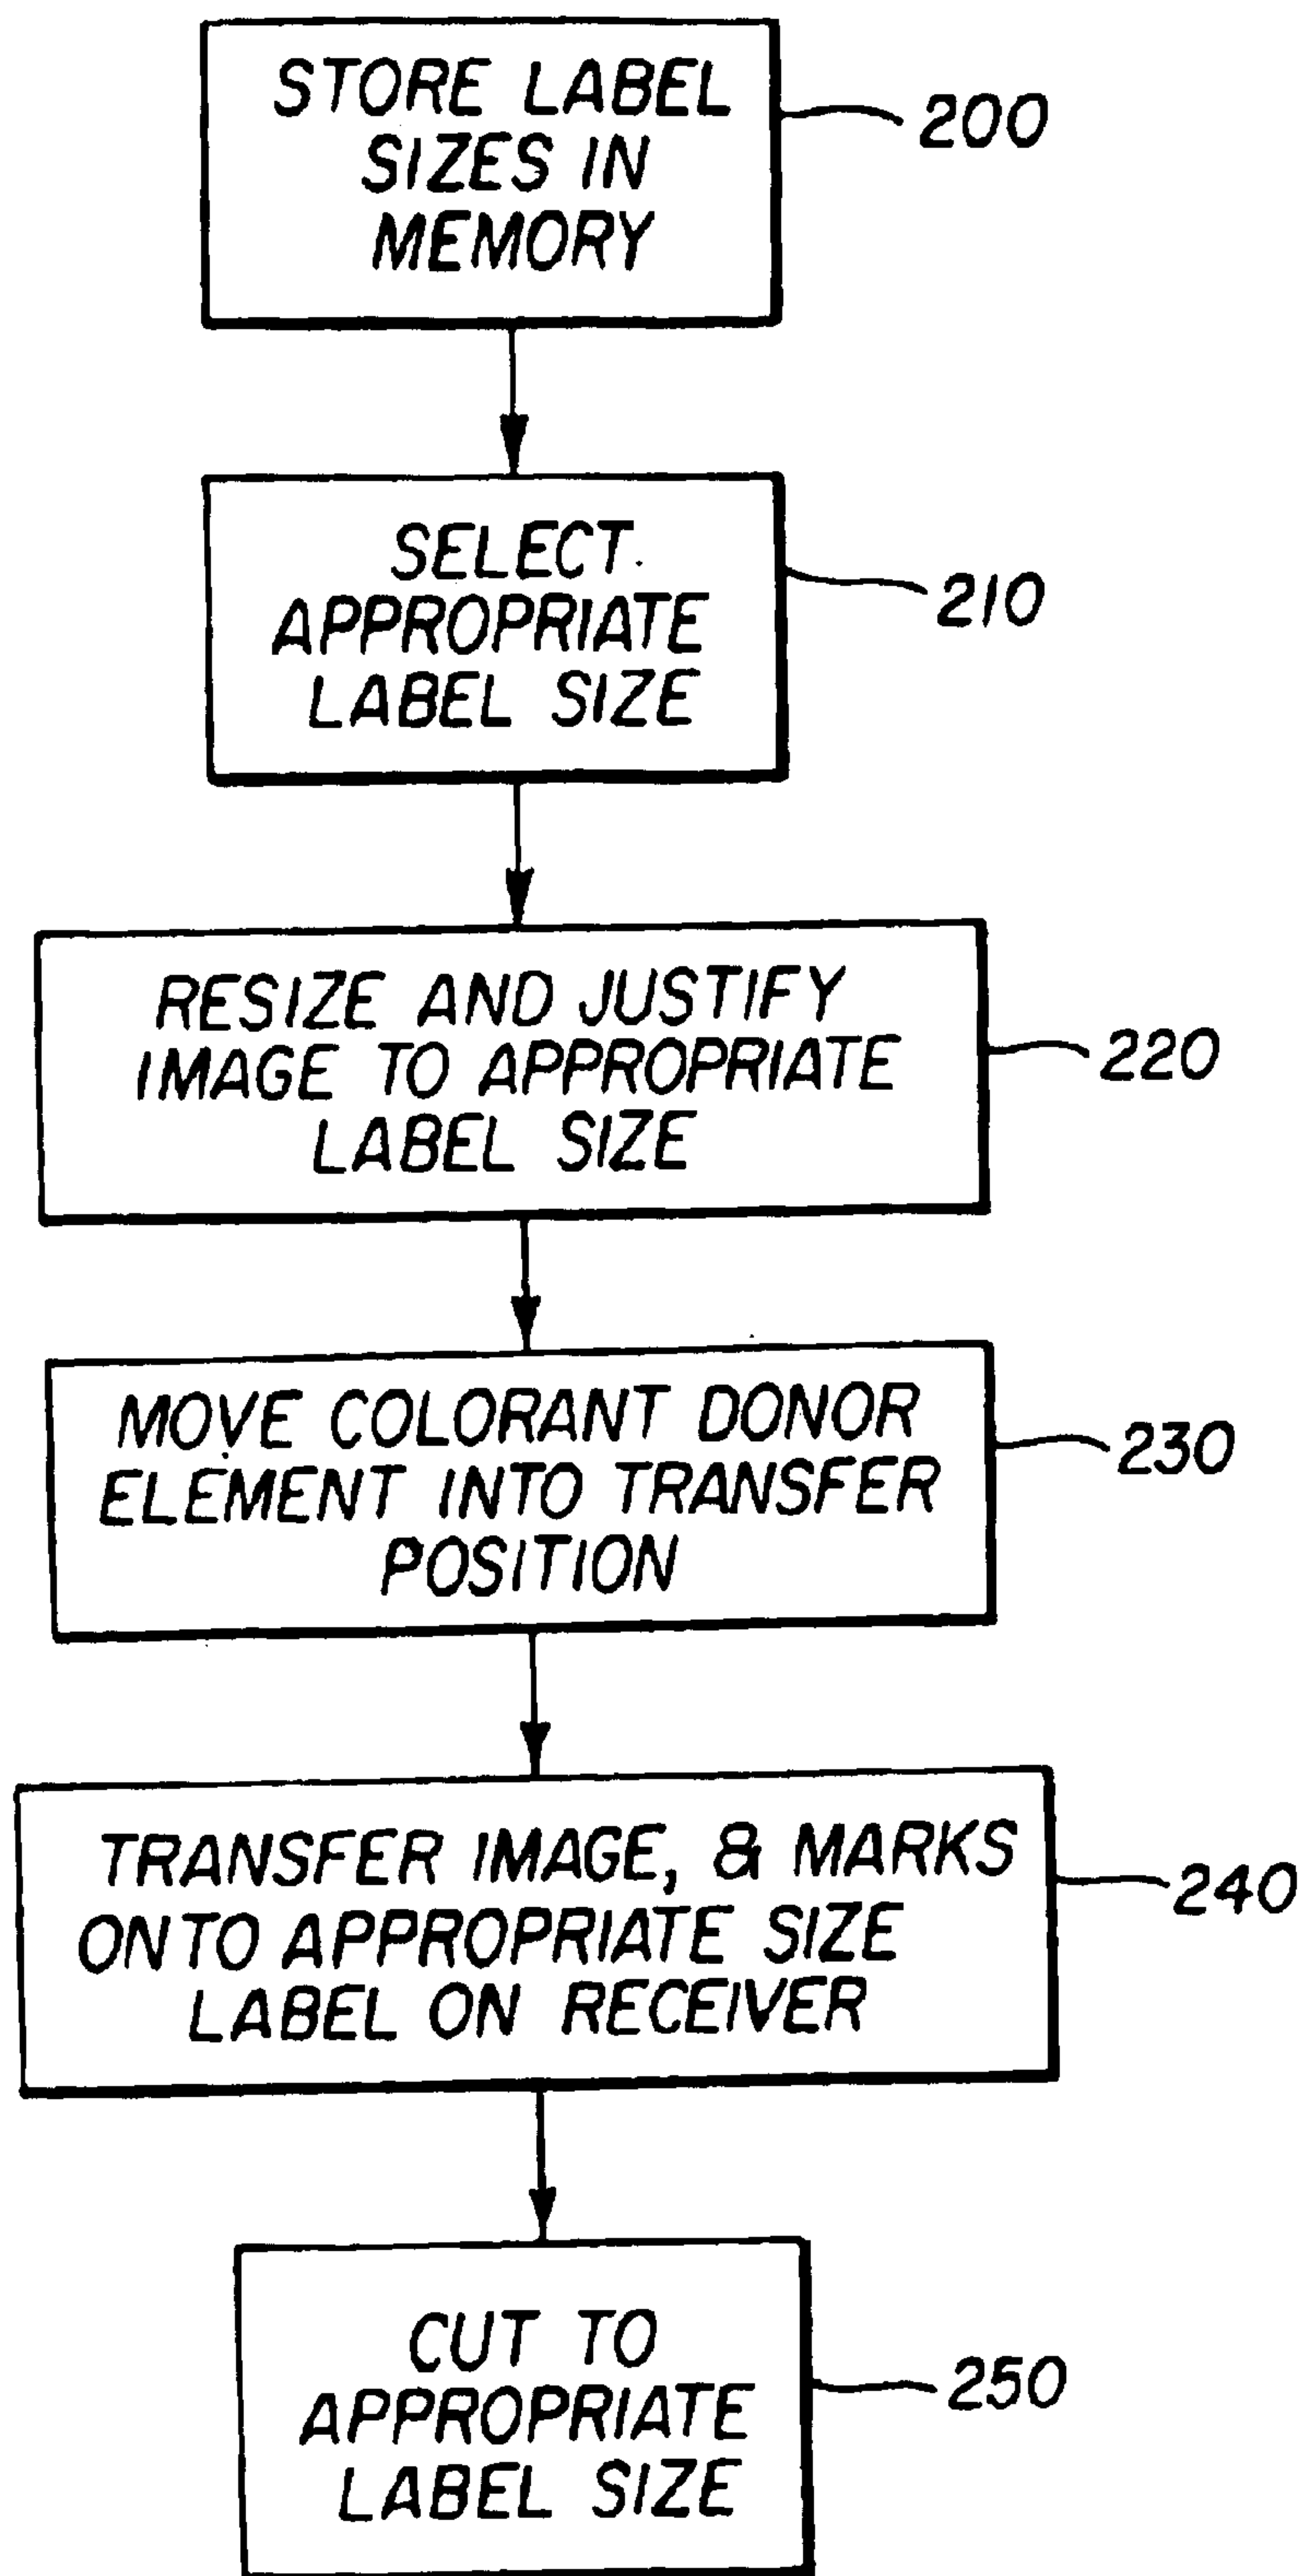 STORE LABEL
SIZES IN
MEMORY
200
SELECT
APPROPRIATE
LABEL SIZE
210
RESIZE AND JUSTIFY
IMAGE TO APPROPRIATE
LABEL SIZE
220
MOVE COLORANT DONOR
ELEMENT INTO TRANSFER
POSITION
230
TRANSFER IMAGE, & MARKS
ONTO APPROPRIATE SIZE
LABEL ON RECEIVER
240
CUT TO
APPROPRIATE
LABEL SIZE
250